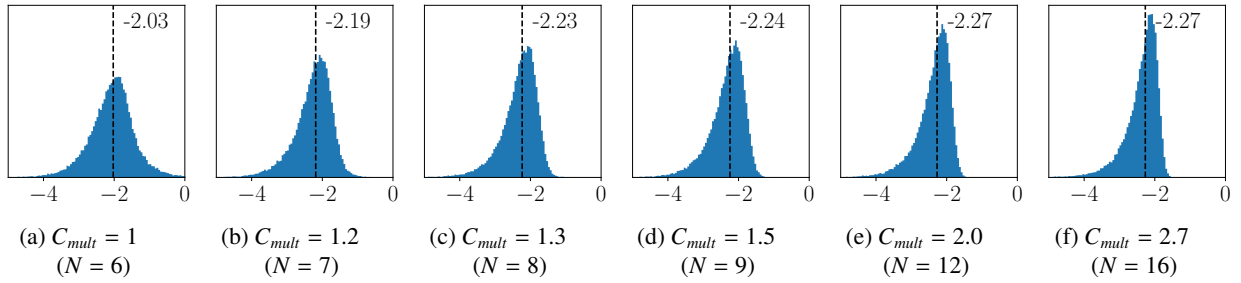 -2.03 -2.19 -2.23 -2.24 -2.27 -2.27
−4 −2 0 −4 −2 0 −4 −2 0 −4 −2 0 −4 −2 0 −4 −2 0
(a) C_mult = 1 (b) C_mult = 1.2 (c) C_mult = 1.3 (d) C_mult = 1.5 (e) C_mult = 2.0 (f) C_mult = 2.7
(N = 6) (N = 7) (N = 8) (N = 9) (N = 12) (N = 16)